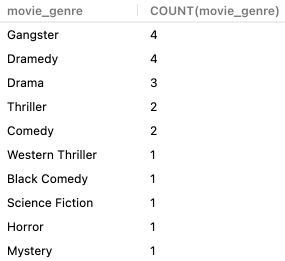 movie_genre COUNT(movie_genre)
Gangster 4
Dramedy 4
Drama 3
Thriller 2
Comedy 2
Western Thriller 1
Black Comedy 1
Science Fiction 1
Horror 1
Mystery 1